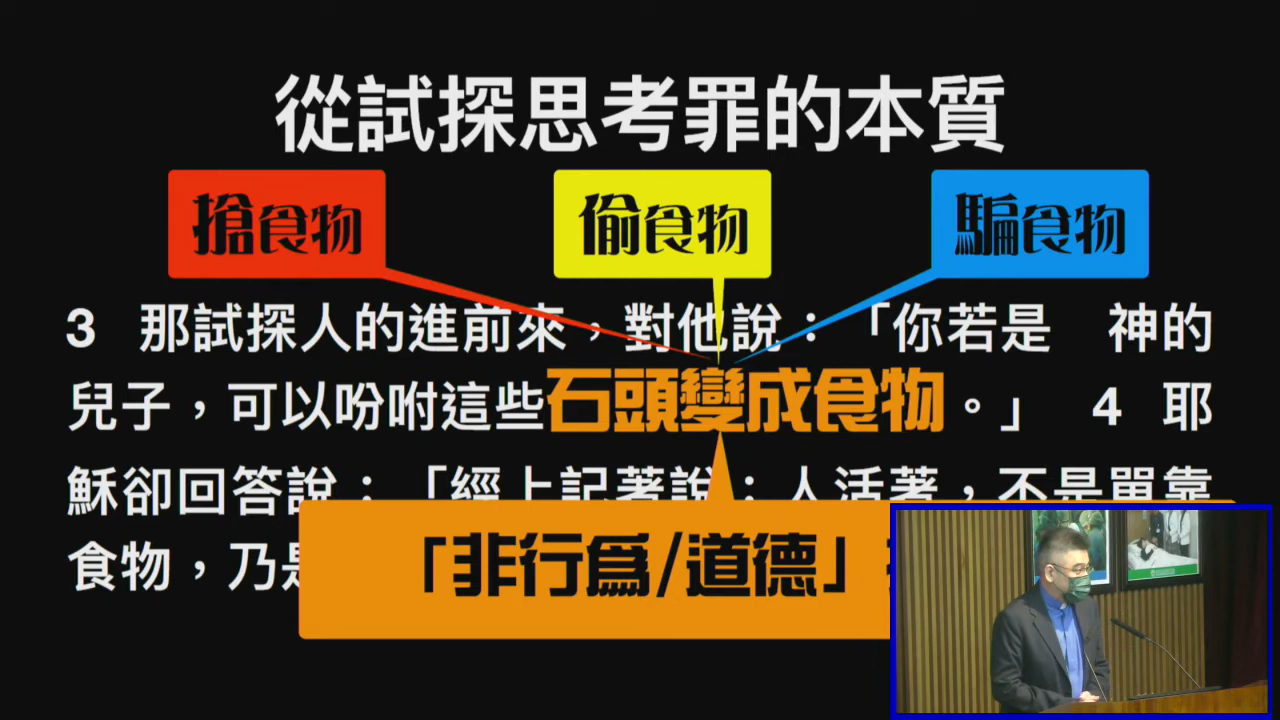 從試探思考罪的本質
搶食物
偷食物
騙食物
3 那試探人的進前來，對他說：「你若是 神的
兒子，可以吩咐這些石頭變成食物。」 4 耶
穌卻回答說：「經上記著說：人活著，不是單靠
食物，乃是
「非行為/道德」